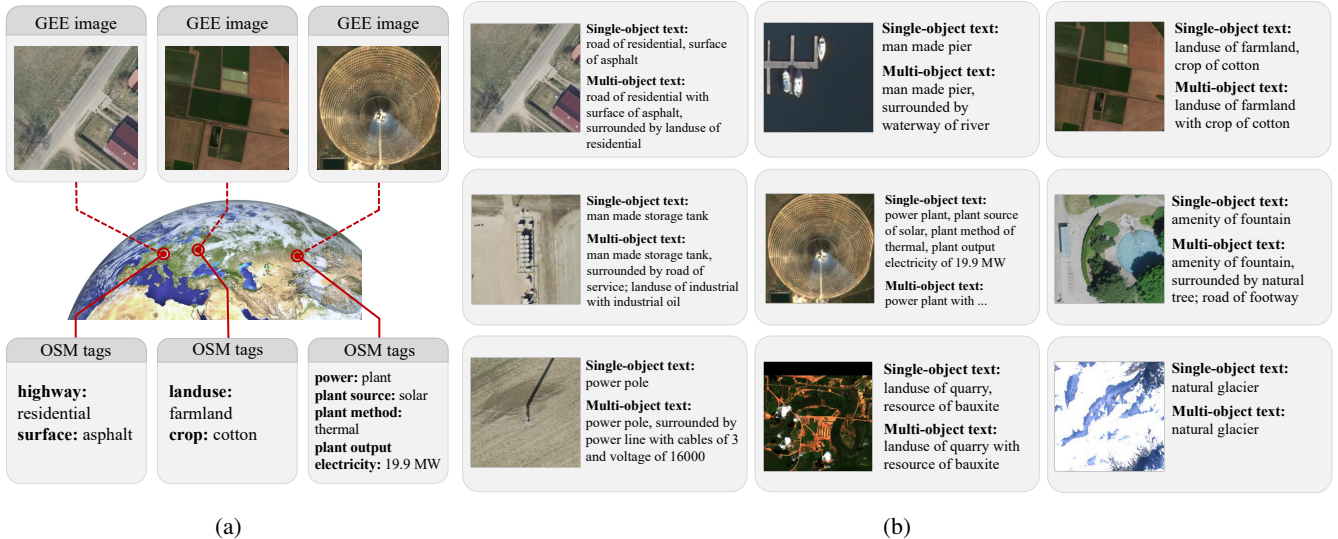 GEE image
GEE image
GEE image
OSM tags
highway:
residential
surface: asphalt
OSM tags
landuse:
farmland
crop: cotton
OSM tags
power: plant
plant source: solar
plant method:
thermal
plant output
electricity: 19.9 MW
(a)
Single-object text:
road of residential, surface
of asphalt
Multi-object text:
road of residential with
surface of asphalt,
surrounded by landuse of
residential
Single-object text:
man made pier
Multi-object text:
man made pier,
surrounded by
waterway of river
Single-object text:
landuse of farmland,
crop of cotton
Multi-object text:
landuse of farmland
with crop of cotton
Single-object text:
man made storage tank
Multi-object text:
man made storage tank,
surrounded by road of
service; landuse of industrial
with industrial oil
Single-object text:
power plant, plant source
of solar, plant method of
thermal, plant output
electricity of 19.9 MW
Multi-object text:
power plant with ...
Single-object text:
amenity of fountain
Multi-object text:
amenity of fountain,
surrounded by natural
tree; road of footway
Single-object text:
power pole
Multi-object text:
power pole, surrounded by
power line with cables of 3
and voltage of 16000
Single-object text:
landuse of quarry,
resource of bauxite
Multi-object text:
landuse of quarry with
resource of bauxite
Single-object text:
natural glacier
Multi-object text:
natural glacier
(b)